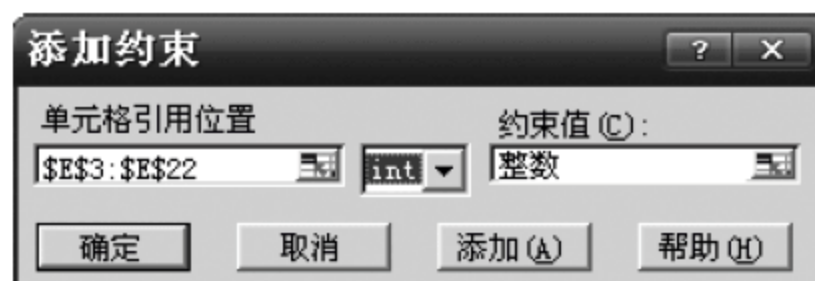 添加约束
单元格引用位置
约束值(C):
$E$3:$E$22
int
整数
确定
取消
添加(A)
帮助(H)